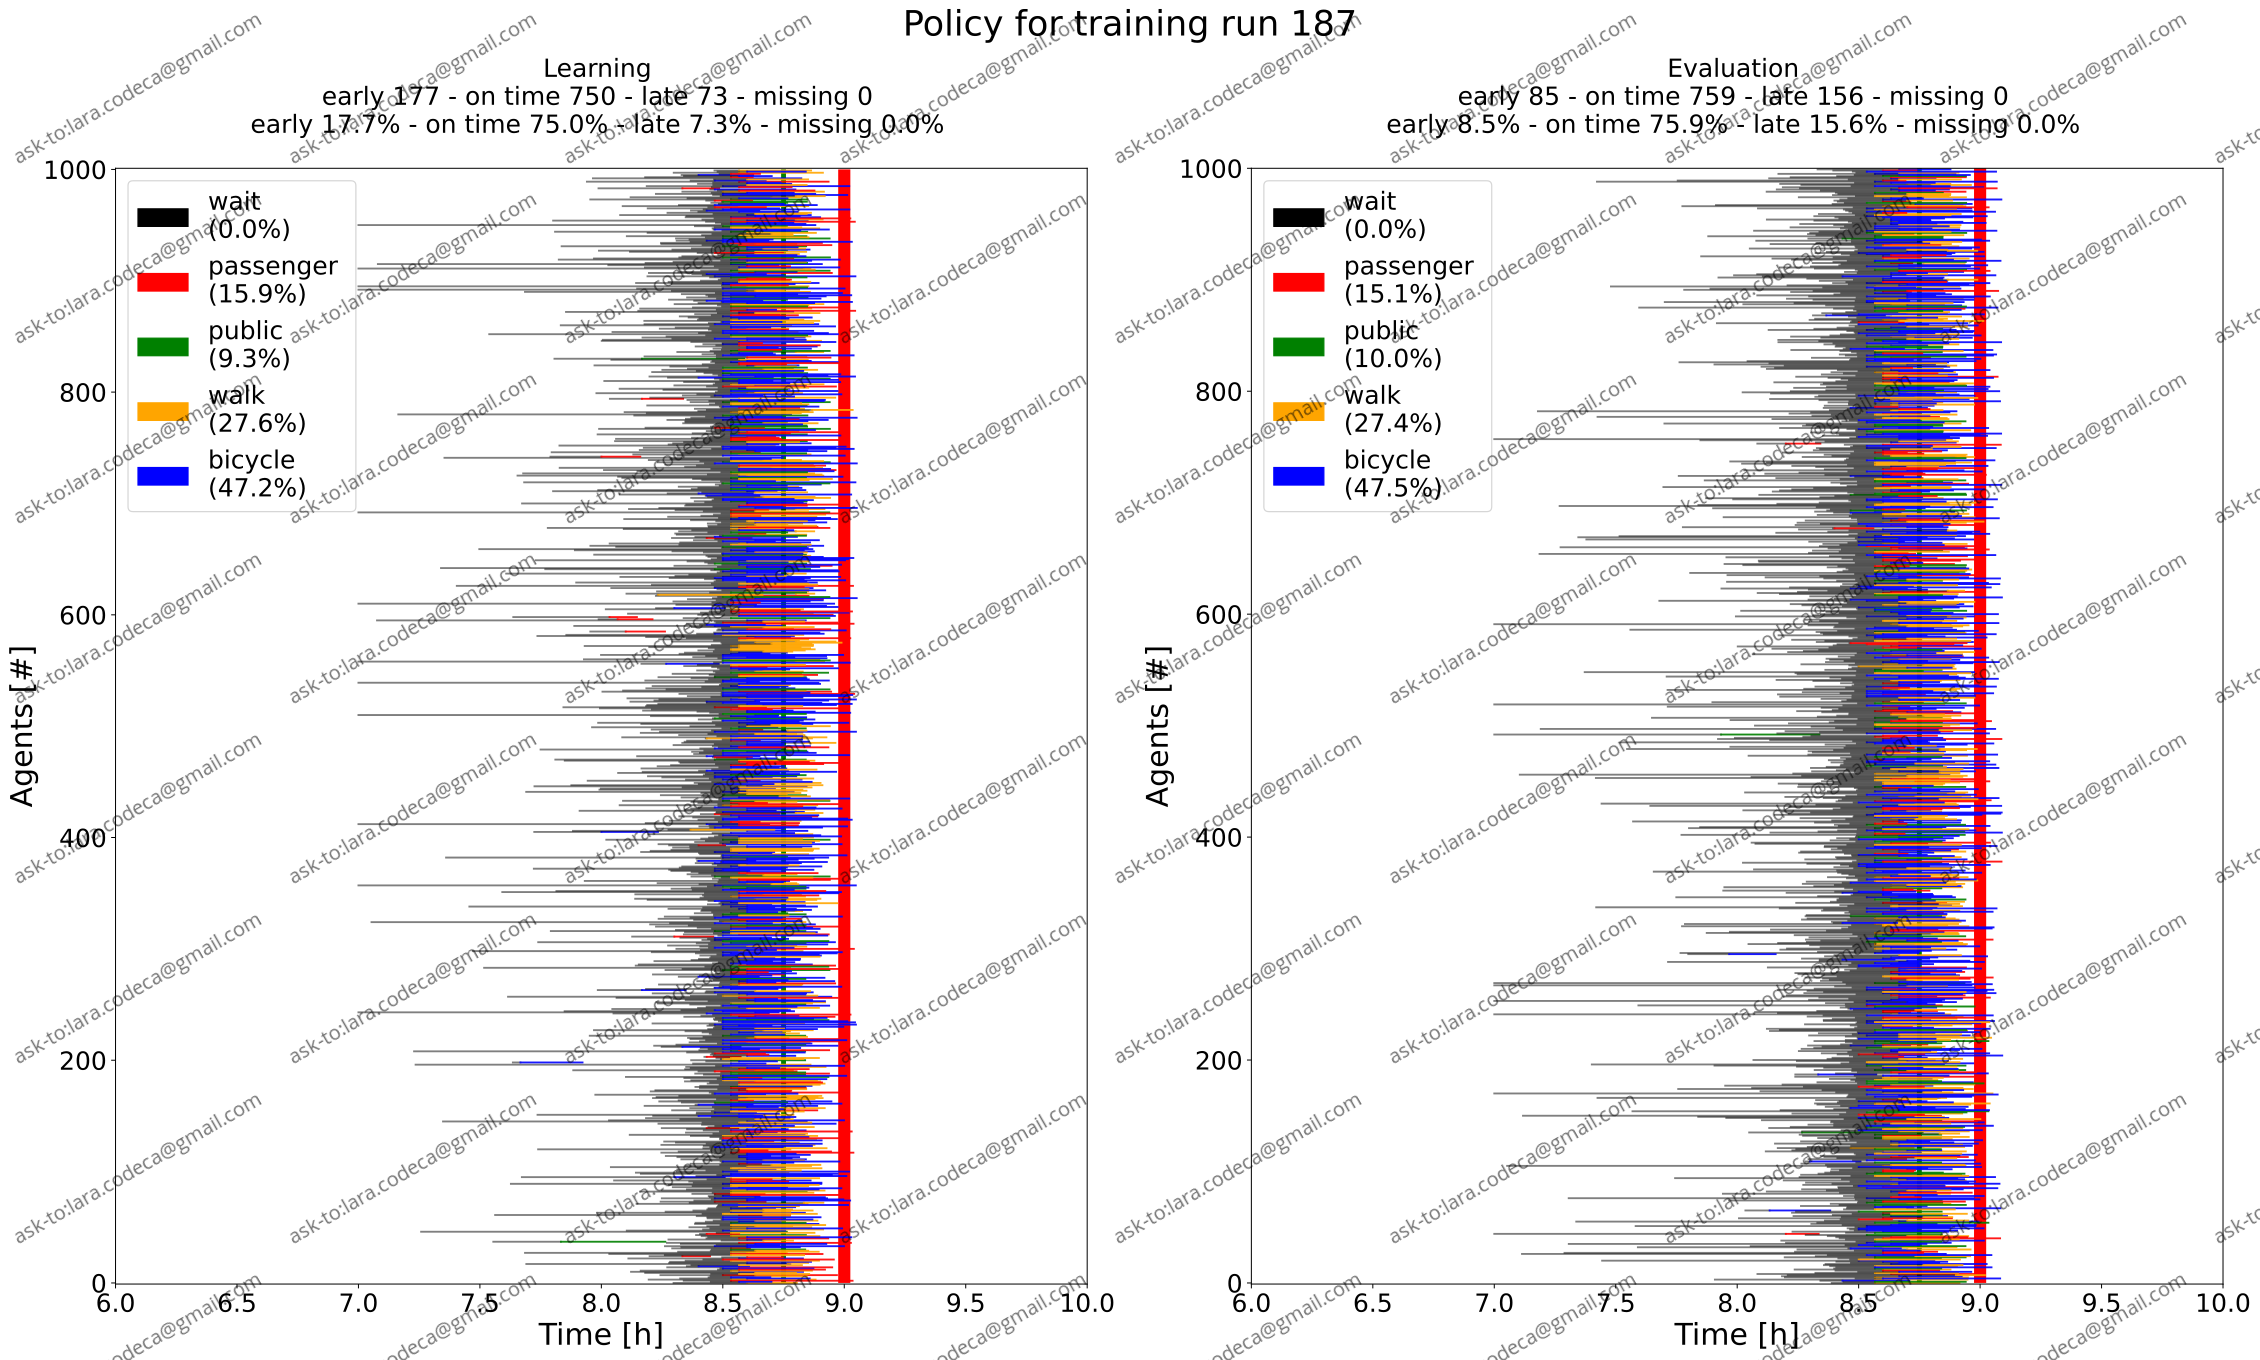 Policy for training run 187
Learning
early 177 - on time 750 - late 73 - missing 0
early 17.7% - on time 75.0% - late 7.3% - missing 0.0%
1000
800
600
400
200
0
Agents [#]
wait
(0.0%)
passenger
(15.9%)
public
(9.3%)
walk
(27.6%)
bicycle
(47.2%)
6.0 6.5 7.0 7.5 8.0 8.5 9.0 9.5 10.0
Time [h]
Evaluation
early 85 - on time 759 - late 156 - missing 0
early 8.5% - on time 75.9% - late 15.6% - missing 0.0%
1000
800
600
400
200
0
Agents [#]
wait
(0.0%)
passenger
(15.1%)
public
(10.0%)
walk
(27.4%)
bicycle
(47.5%)
6.0 6.5 7.0 7.5 8.0 8.5 9.0 9.5 10.0
Time [h]
ask-to:lara.codeca@gmail.com